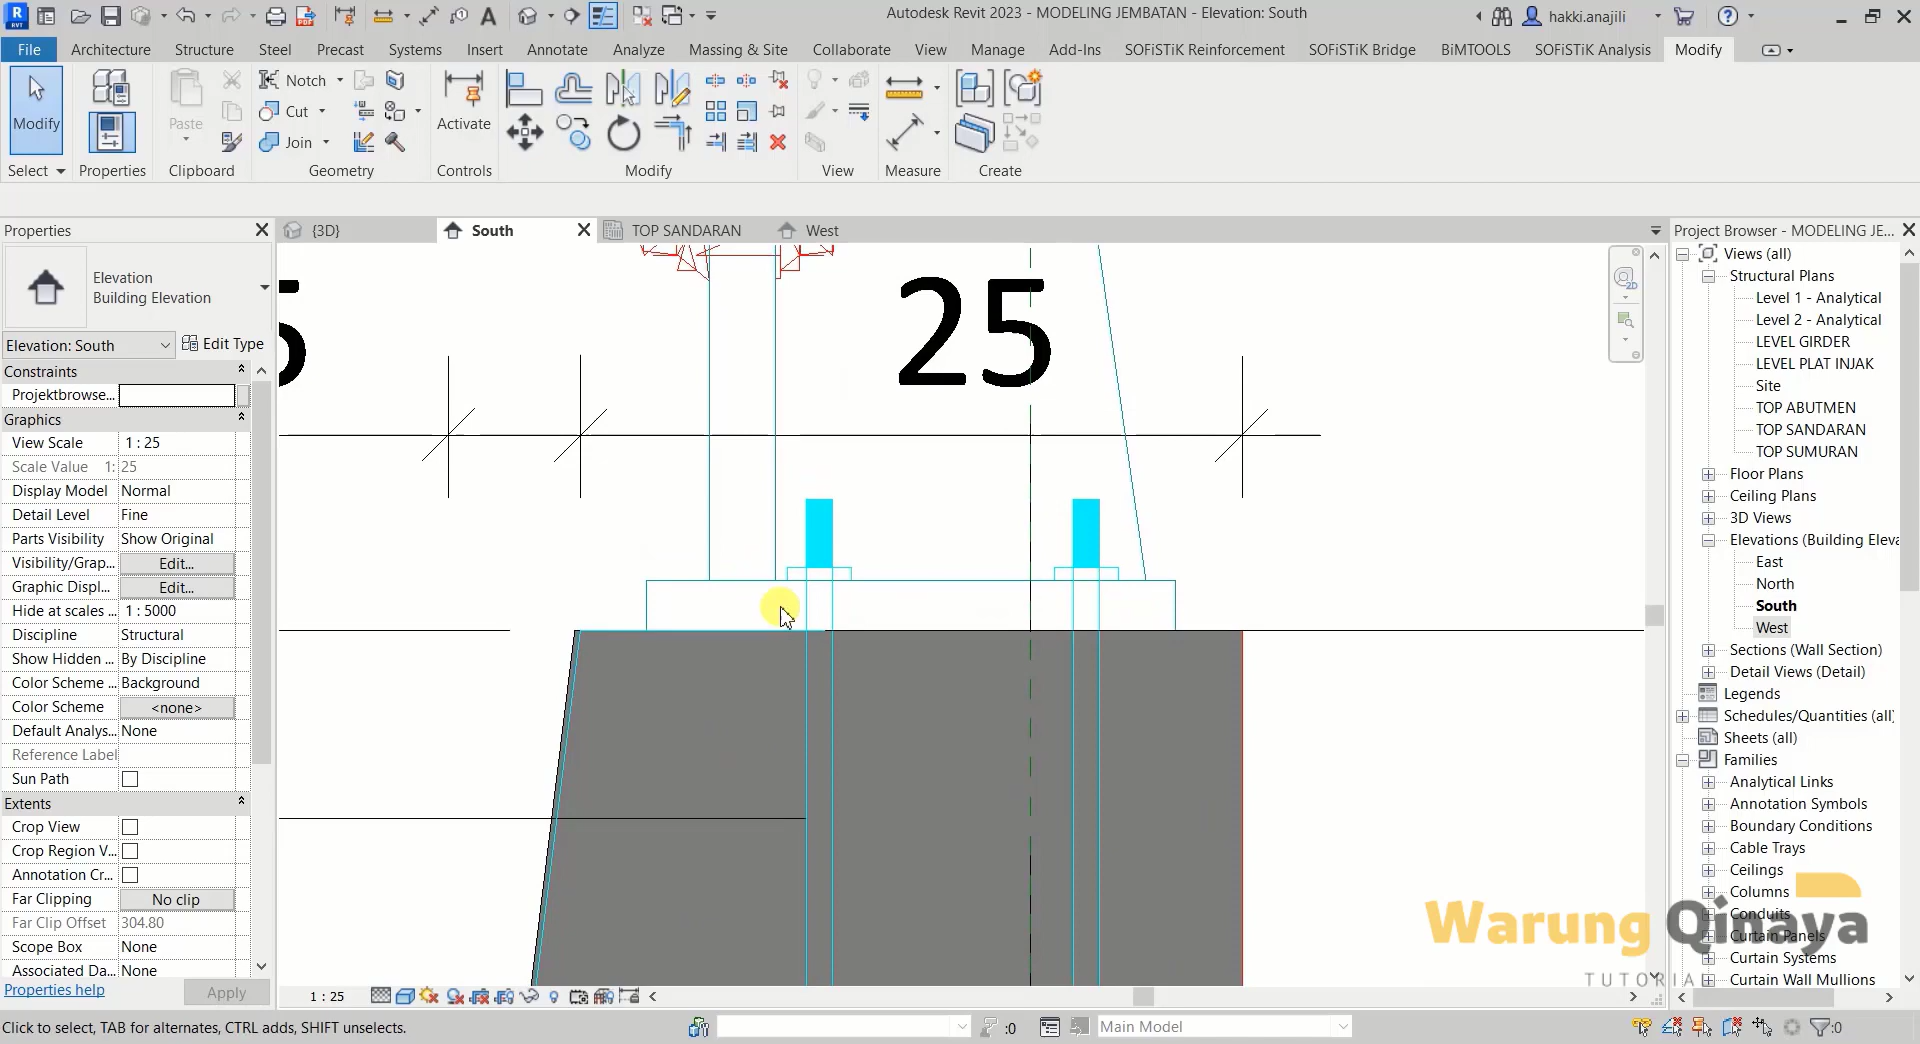 Autodesk Revit 2023 - MODELING JEMBATAN - Elevation: South
hakki.anajili
File Architecture Structure Steel Precast Systems Insert Annotate Analyze Massing & Site Collaborate View Manage Add-Ins SOFiSTiK Reinforcement SOFiSTiK Bridge BiMTOOLS SOFiSTiK Analysis Modify
Modify
Paste
Notch
Cut
Join
Activate
Select Properties Clipboard Geometry Controls Modify View Measure Create
Properties
{3D} South TOP SANDARAN West
Project Browser - MODELING JE...
Elevation
Building Elevation
Elevation: South Edit Type
Constraints
Projektbrowse...
Graphics
View Scale 1 : 25
Scale Value 1: 25
Display Model Normal
Detail Level Fine
Parts Visibility Show Original
Visibility/Grap... Edit...
Graphic Displ... Edit...
Hide at scales ... 1 : 5000
Discipline Structural
Show Hidden ... By Discipline
Color Scheme ... Background
Color Scheme <none>
Default Analys... None
Reference Label
Sun Path
Extents
Crop View
Crop Region V...
Annotation Cr...
Far Clipping No clip
Far Clip Offset 304.80
Scope Box None
Associated Da... None
Properties help Apply
25
2D
Views (all)
Structural Plans
Level 1 - Analytical
Level 2 - Analytical
LEVEL GIRDER
LEVEL PLAT INJAK
Site
TOP ABUTMEN
TOP SANDARAN
TOP SUMURAN
Floor Plans
Ceiling Plans
3D Views
Elevations (Building Eleva
East
North
South
West
Sections (Wall Section)
Detail Views (Detail)
Legends
Schedules/Quantities (all)
Sheets (all)
Families
Analytical Links
Annotation Symbols
Boundary Conditions
Cable Trays
Ceilings
Columns
Conduits
Curtain Panels
Curtain Systems
Curtain Wall Mullions
Warung Qinaya
TUTORIA
1 : 25
Click to select, TAB for alternates, CTRL adds, SHIFT unselects.
:0
Main Model
:0